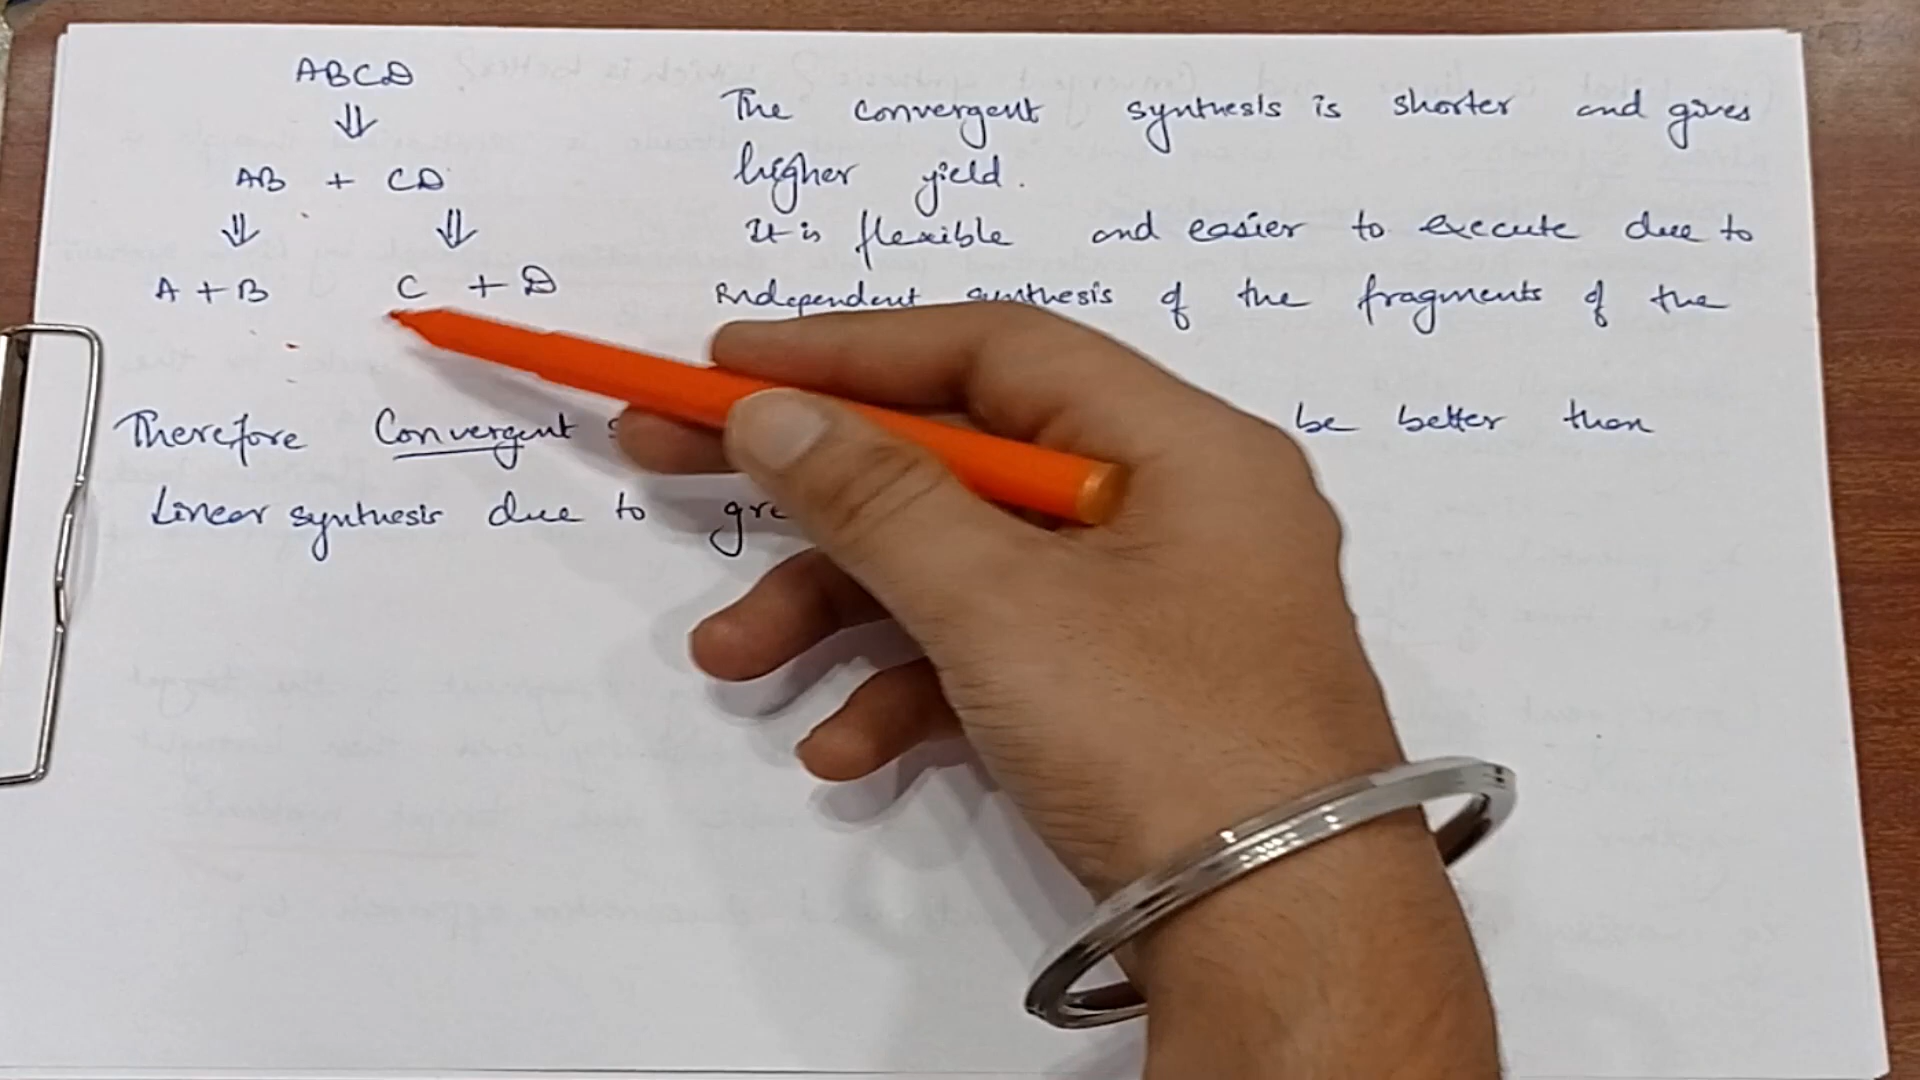 ABCD
⇓
AB + CD
⇓ ⇓
A + B C + D
The convergent synthesis is shorter and gives
higher yield.
It is flexible and easier to execute due to
Independent synthesis of the fragments of the
Therefore Convergent be better than
Linear synthesis due to